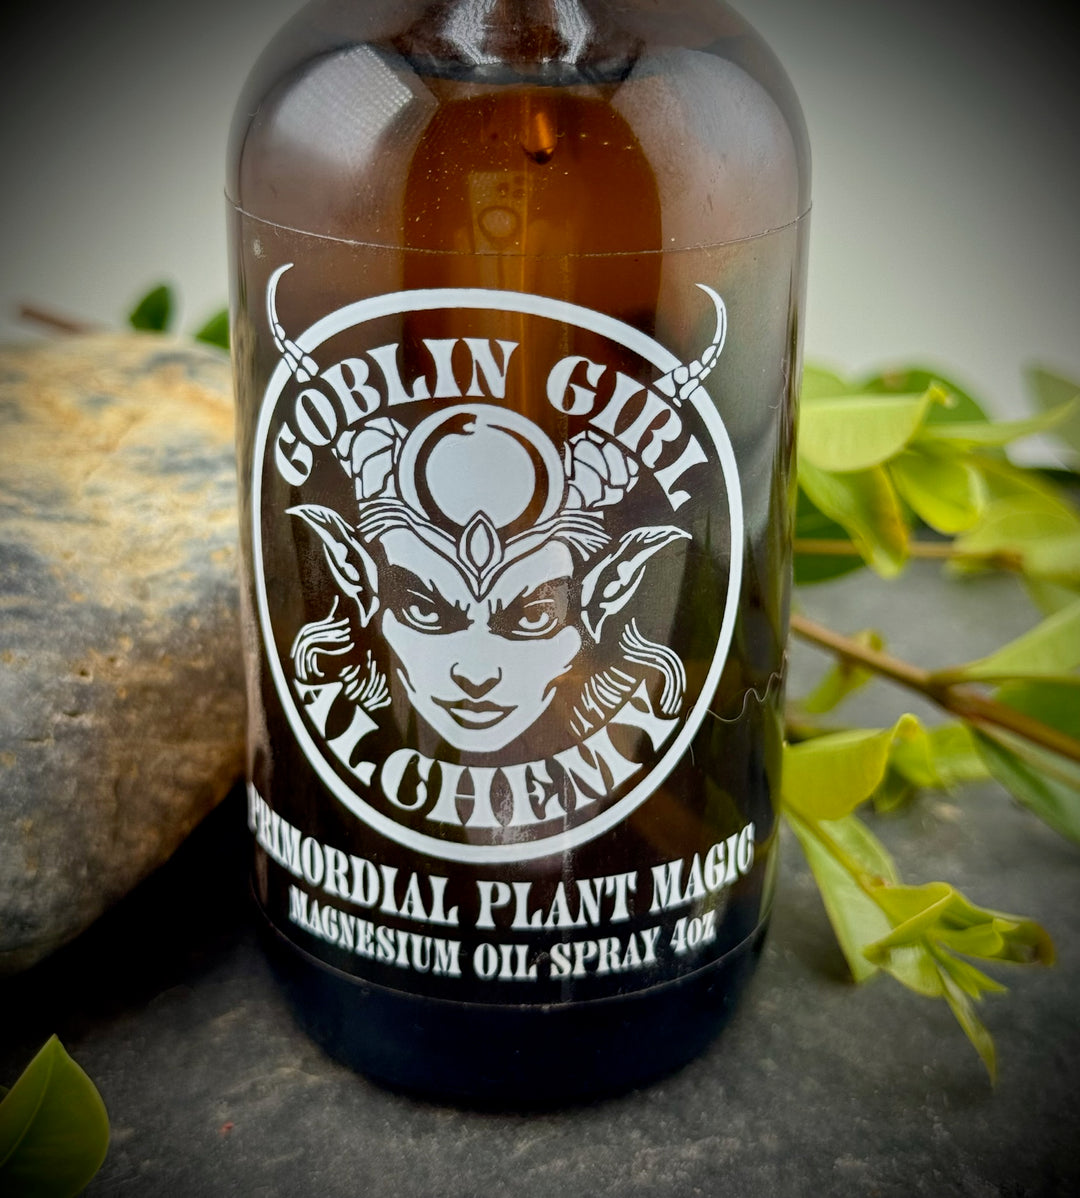 GOBLIN GIRL
ALCHEMY
PRIMORDIAL PLANT MAGIC
MAGNESIUM OIL SPRAY 4OZ